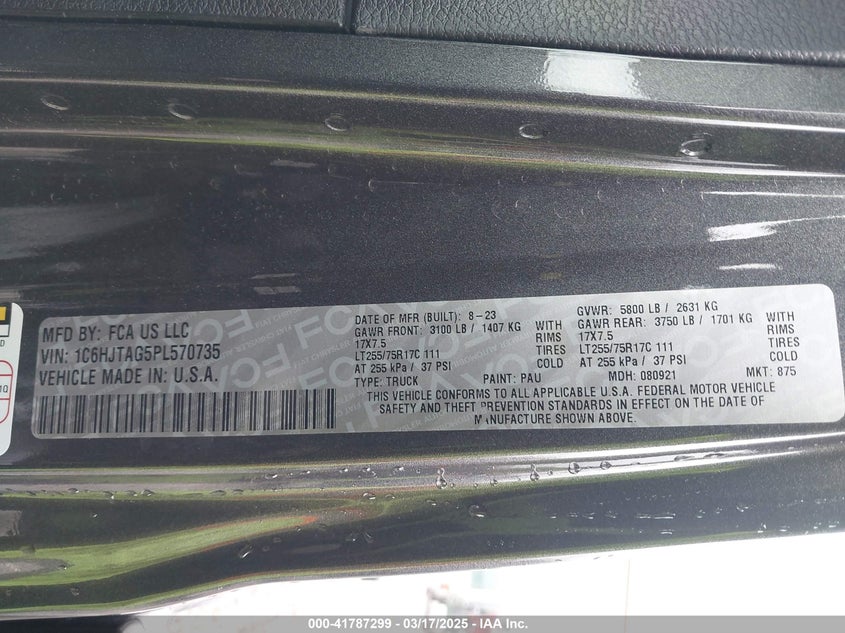 MFD BY: FCA US LLC
VIN: 1C6HJTAG5PL570735
VEHICLE MADE IN: U.S.A.
DATE OF MFR (BUILT): 8-23
GVWR: 5800 LB / 2631 KG
GAWR FRONT: 3100 LB / 1407 KG WITH
17X7.5 RIMS
LT255/75R17C 111 TIRES
AT 255 kPa / 37 PSI COLD
GAWR REAR: 3750 LB / 1701 KG WITH
17X7.5 RIMS
LT255/75R17C 111 TIRES
AT 255 kPa / 37 PSI COLD
TYPE: TRUCK PAINT: PAU MDH: 080921 MKT: 875
THIS VEHICLE CONFORMS TO ALL APPLICABLE U.S.A. FEDERAL MOTOR VEHICLE
SAFETY AND THEFT PREVENTION STANDARDS IN EFFECT ON THE DATE OF
MANUFACTURE SHOWN ABOVE.
000-41787299 — 03/17/2025 — IAA Inc.